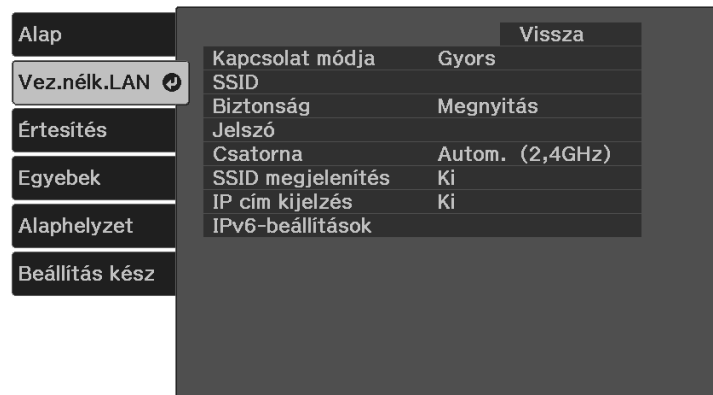 Alap
Vez.nélk.LAN
Értesítés
Egyebek
Alaphelyzet
Beállítás kész
Vissza
Kapcsolat módja Gyors
SSID
Biztonság Megnyitás
Jelszó
Csatorna Autom. (2,4GHz)
SSID megjelenítés Ki
IP cím kijelzés Ki
IPv6-beállítások